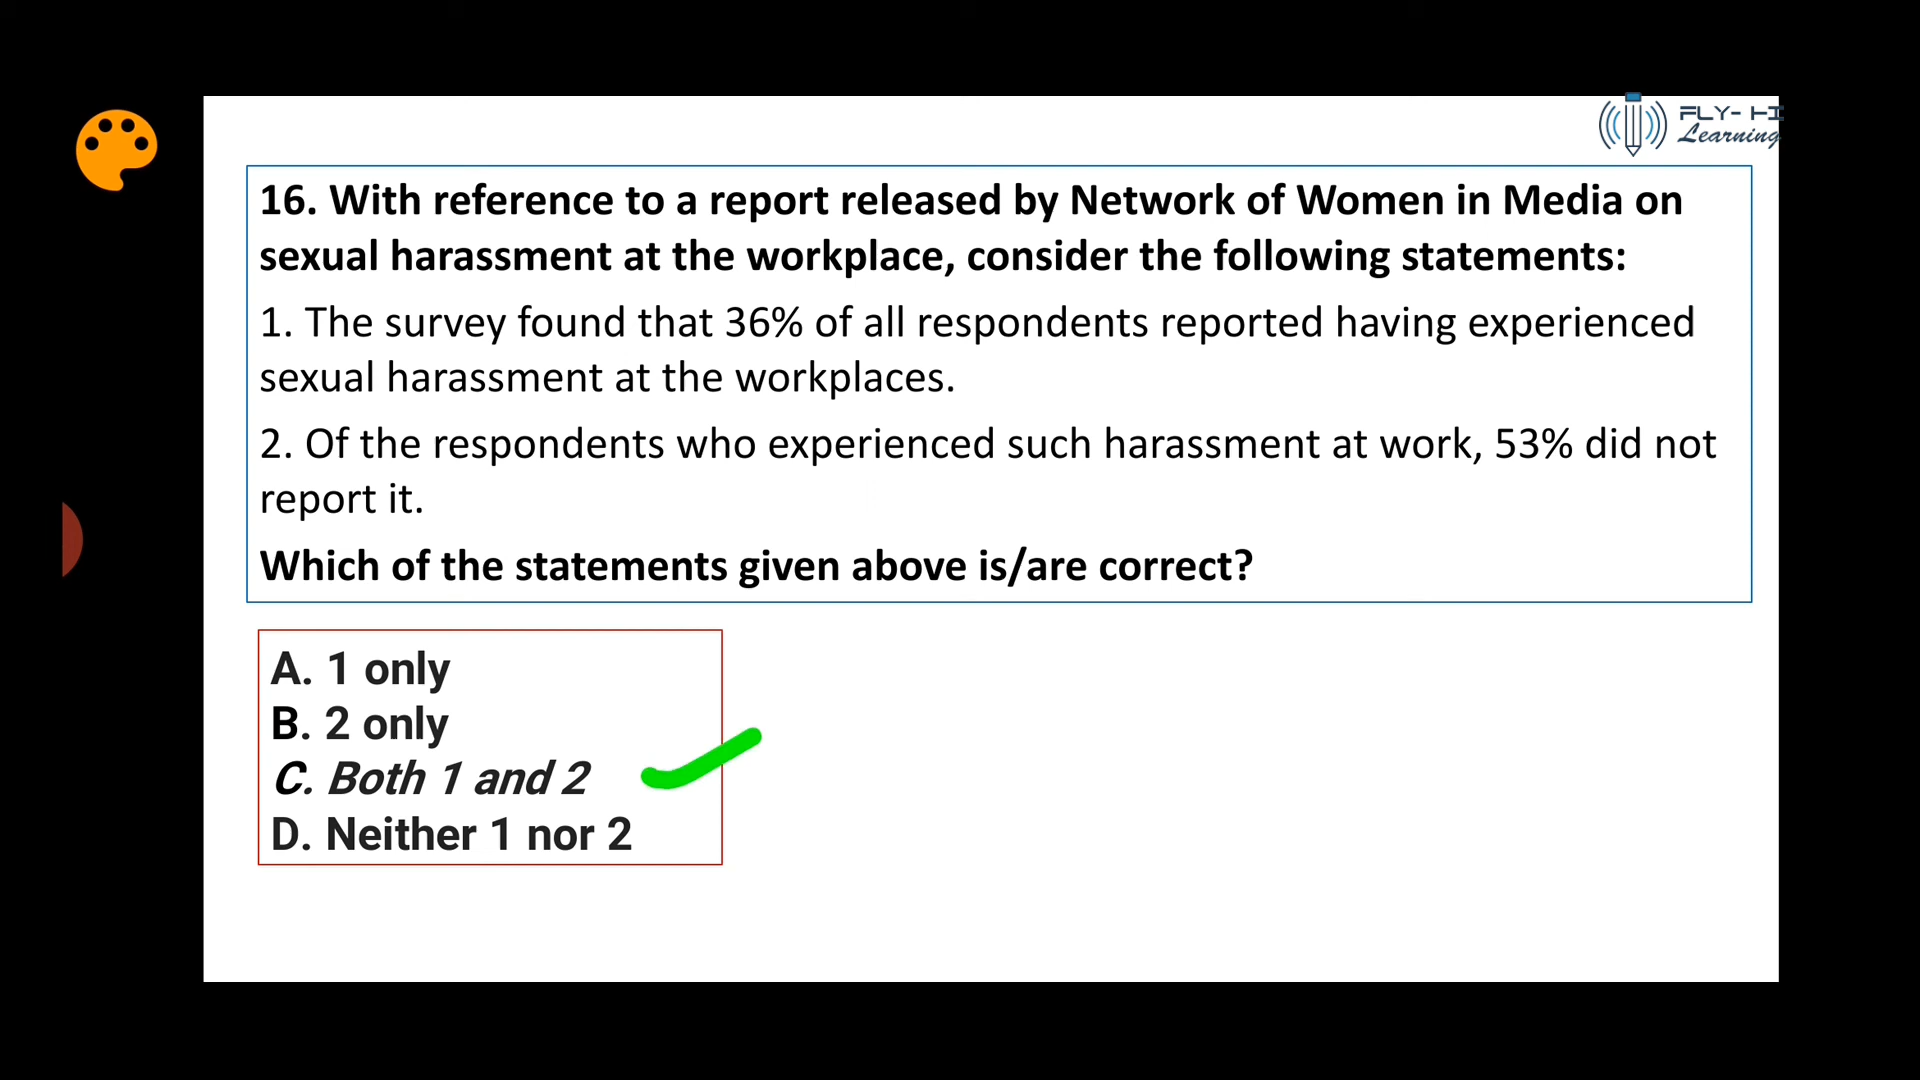 FLY-HI
Learning
16. With reference to a report released by Network of Women in Media on
sexual harassment at the workplace, consider the following statements:
1. The survey found that 36% of all respondents reported having experienced
sexual harassment at the workplaces.
2. Of the respondents who experienced such harassment at work, 53% did not
report it.
Which of the statements given above is/are correct?
A. 1 only
B. 2 only
C. Both 1 and 2
D. Neither 1 nor 2